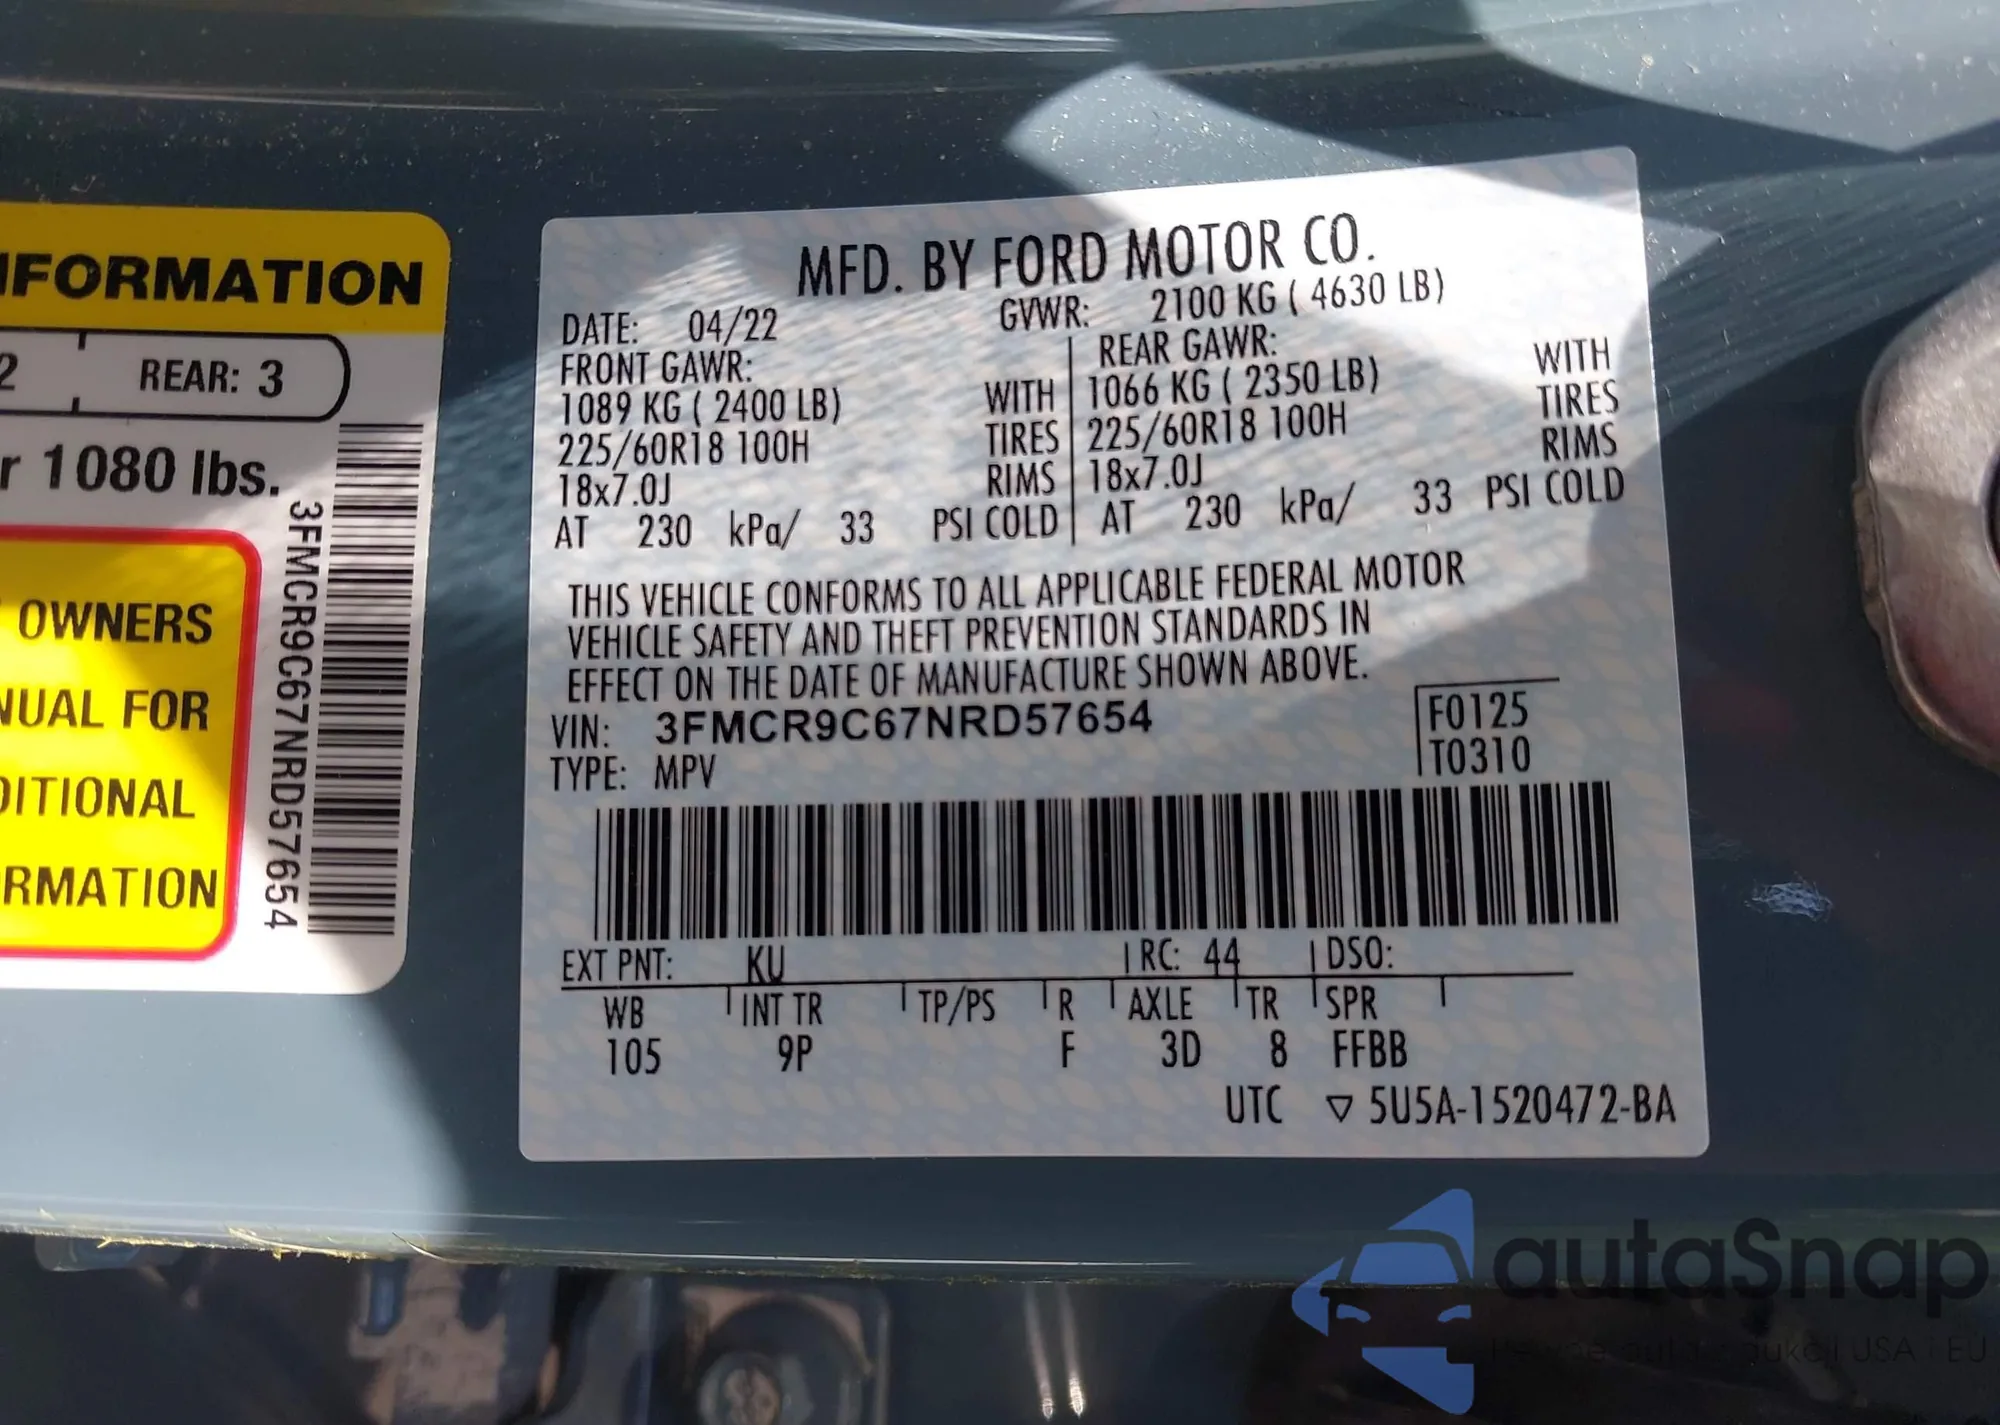 NFORMATION
2 REAR: 3
r 1080 lbs.
OWNERS
NUAL FOR
DITIONAL
RMATION
3FMCR9C67NRD57654
MFD. BY FORD MOTOR CO.
DATE: 04/22 GVWR: 2100 KG ( 4630 LB)
FRONT GAWR: REAR GAWR:
1089 KG ( 2400 LB) WITH 1066 KG ( 2350 LB) WITH
225/60R18 100H TIRES 225/60R18 100H TIRES
18x7.0J RIMS 18x7.0J RIMS
AT 230 kPa/ 33 PSI COLD AT 230 kPa/ 33 PSI COLD
THIS VEHICLE CONFORMS TO ALL APPLICABLE FEDERAL MOTOR
VEHICLE SAFETY AND THEFT PREVENTION STANDARDS IN
EFFECT ON THE DATE OF MANUFACTURE SHOWN ABOVE.
VIN: 3FMCR9C67NRD57654 F0125
TYPE: MPV T0310
EXT PNT: KU RC: 44 DSO:
WB INT TR TP/PS R AXLE TR SPR
105 9P F 3D 8 FFBB
UTC ▽ 5U5A-1520472-BA
autaSnap
auta aukcji USA i EU